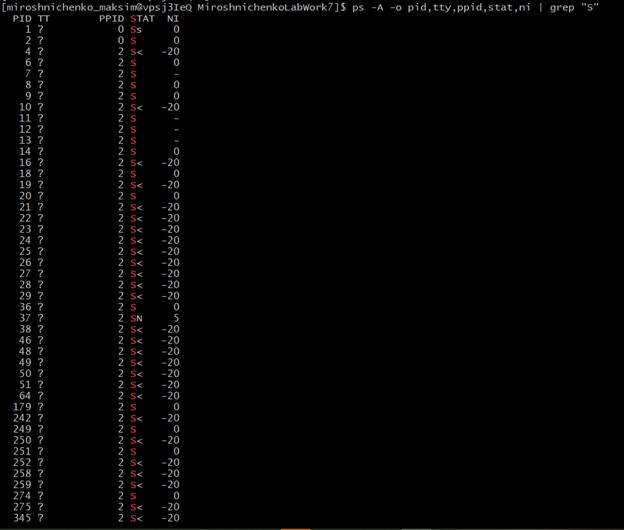 [miroshnichenko_maksim@vpsj3IeQ MiroshnichenkoLabWork7]$ ps -A -o pid,tty,ppid,stat,ni | grep "S"
PID TT PPID STAT NI
1 ? 0 Ss 0
2 ? 0 S 0
4 ? 2 S< -20
6 ? 2 S 0
7 ? 2 S -
8 ? 2 S 0
9 ? 2 S 0
10 ? 2 S< -20
11 ? 2 S -
12 ? 2 S -
13 ? 2 S -
14 ? 2 S 0
16 ? 2 S< -20
18 ? 2 S 0
19 ? 2 S< -20
20 ? 2 S 0
21 ? 2 S< -20
22 ? 2 S< -20
23 ? 2 S< -20
24 ? 2 S< -20
25 ? 2 S< -20
26 ? 2 S< -20
27 ? 2 S< -20
28 ? 2 S< -20
29 ? 2 S< -20
36 ? 2 S 0
37 ? 2 SN 5
38 ? 2 S< -20
46 ? 2 S< -20
48 ? 2 S< -20
49 ? 2 S< -20
50 ? 2 S< -20
51 ? 2 S< -20
64 ? 2 S< -20
179 ? 2 S 0
242 ? 2 S< -20
249 ? 2 S 0
250 ? 2 S< -20
251 ? 2 S 0
252 ? 2 S< -20
258 ? 2 S< -20
259 ? 2 S< -20
274 ? 2 S 0
275 ? 2 S< -20
345 ? 2 S< -20